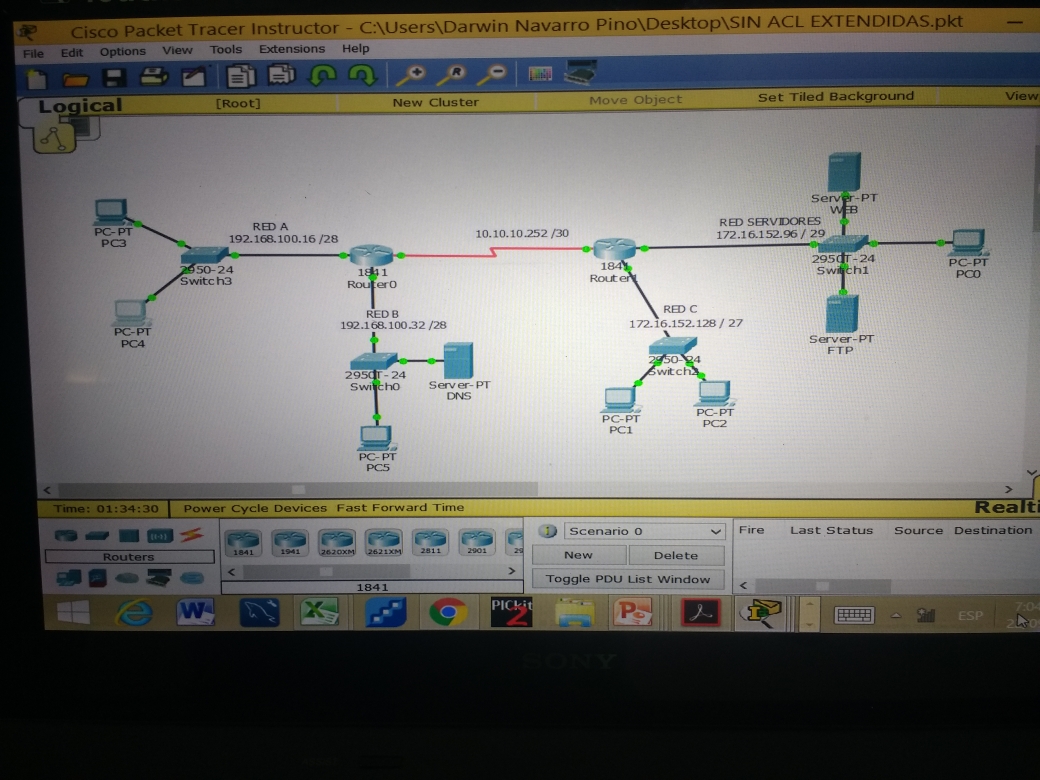 Cisco Packet Tracer Instructor - C:\Users\Darwin Navarro Pino\Desktop\SIN ACL EXTENDIDAS.pkt
File Edit Options View Tools Extensions Help
Logical [Root] New Cluster Move Object Set Tiled Background View
PC-PT
PC3
RED A
192.168.100.16 /28
2950-24
Switch3
PC-PT
PC4
1841
Router0
10.10.10.252 /30
RED B
192.168.100.32 /28
2950T-24
Switch0
Server-PT
DNS
PC-PT
PC5
1841
Router1
RED SERVIDORES
172.16.152.96 / 29
Server-PT
WEB
2950T-24
Switch1
PC-PT
PC0
Server-PT
FTP
RED C
172.16.152.128 / 27
2950-24
Switch2
PC-PT
PC1
PC-PT
PC2
Time: 01:34:30 Power Cycle Devices Fast Forward Time Realti
Routers
1841 1941 2620XM 2621XM 2811 2901 29
1841
Scenario 0
New Delete
Toggle PDU List Window
Fire Last Status Source Destination
PICkit
2
ESP
SONY